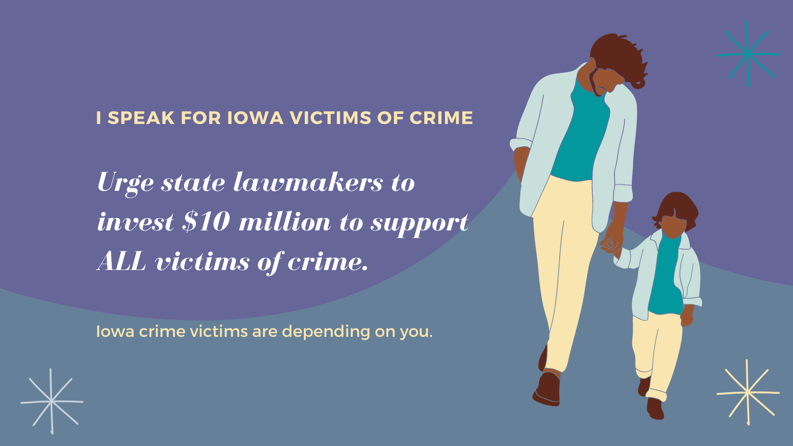 I SPEAK FOR IOWA VICTIMS OF CRIME
Urge state lawmakers to
invest $10 million to support
ALL victims of crime.
Iowa crime victims are depending on you.